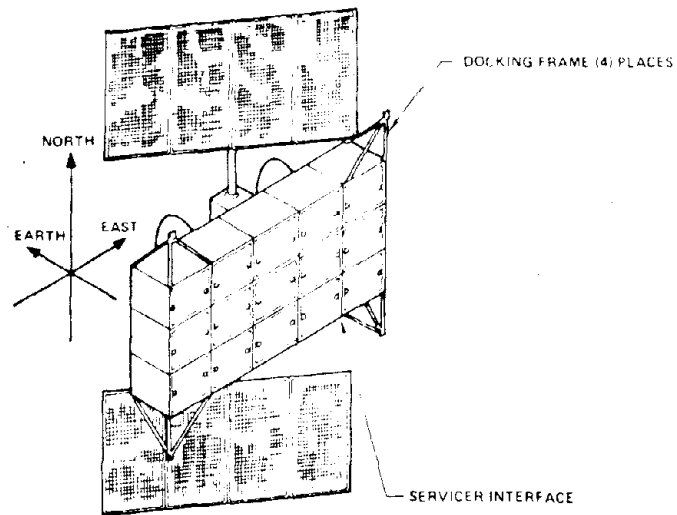 DOCKING FRAME (4) PLACES
NORTH
EARTH
EAST
SERVICER INTERFACE